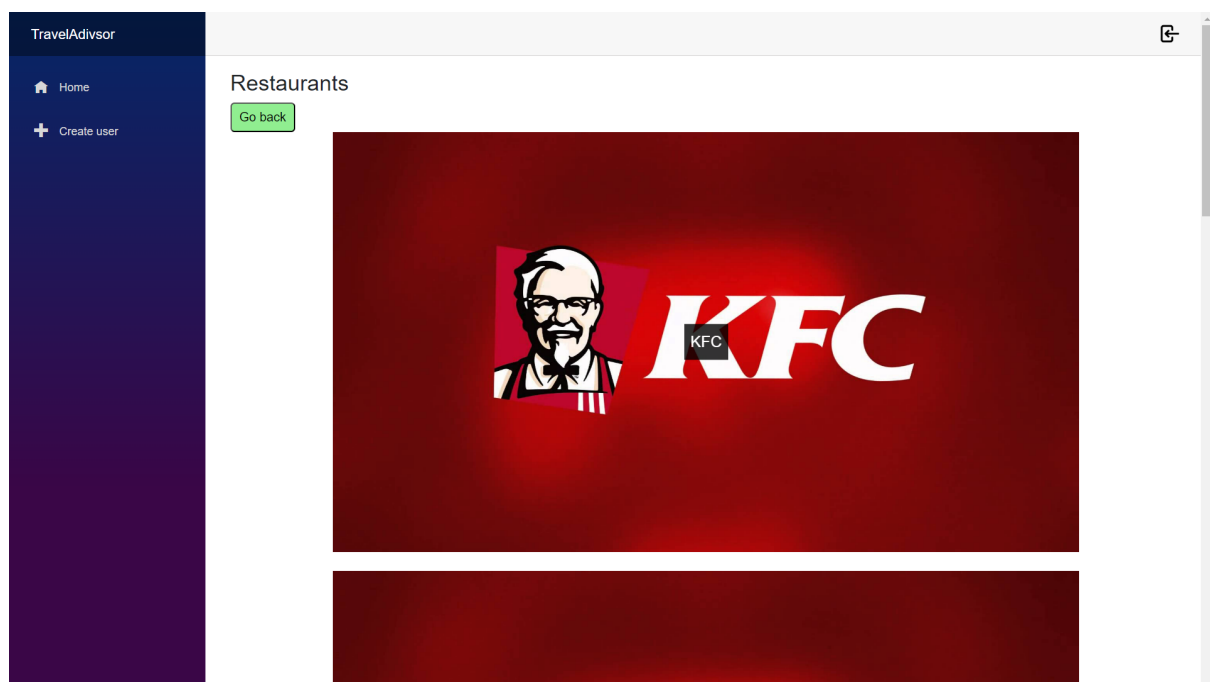 TravelAdivsor
Home
Create user
Restaurants
Go back
KFC
KFC